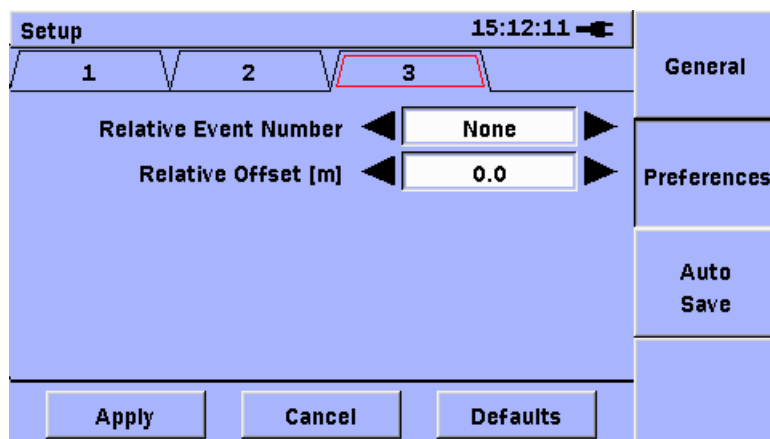 Setup 15:12:11
1 2 3
Relative Event Number None
Relative Offset [m] 0.0
Apply Cancel Defaults
General
Preferences
Auto
Save